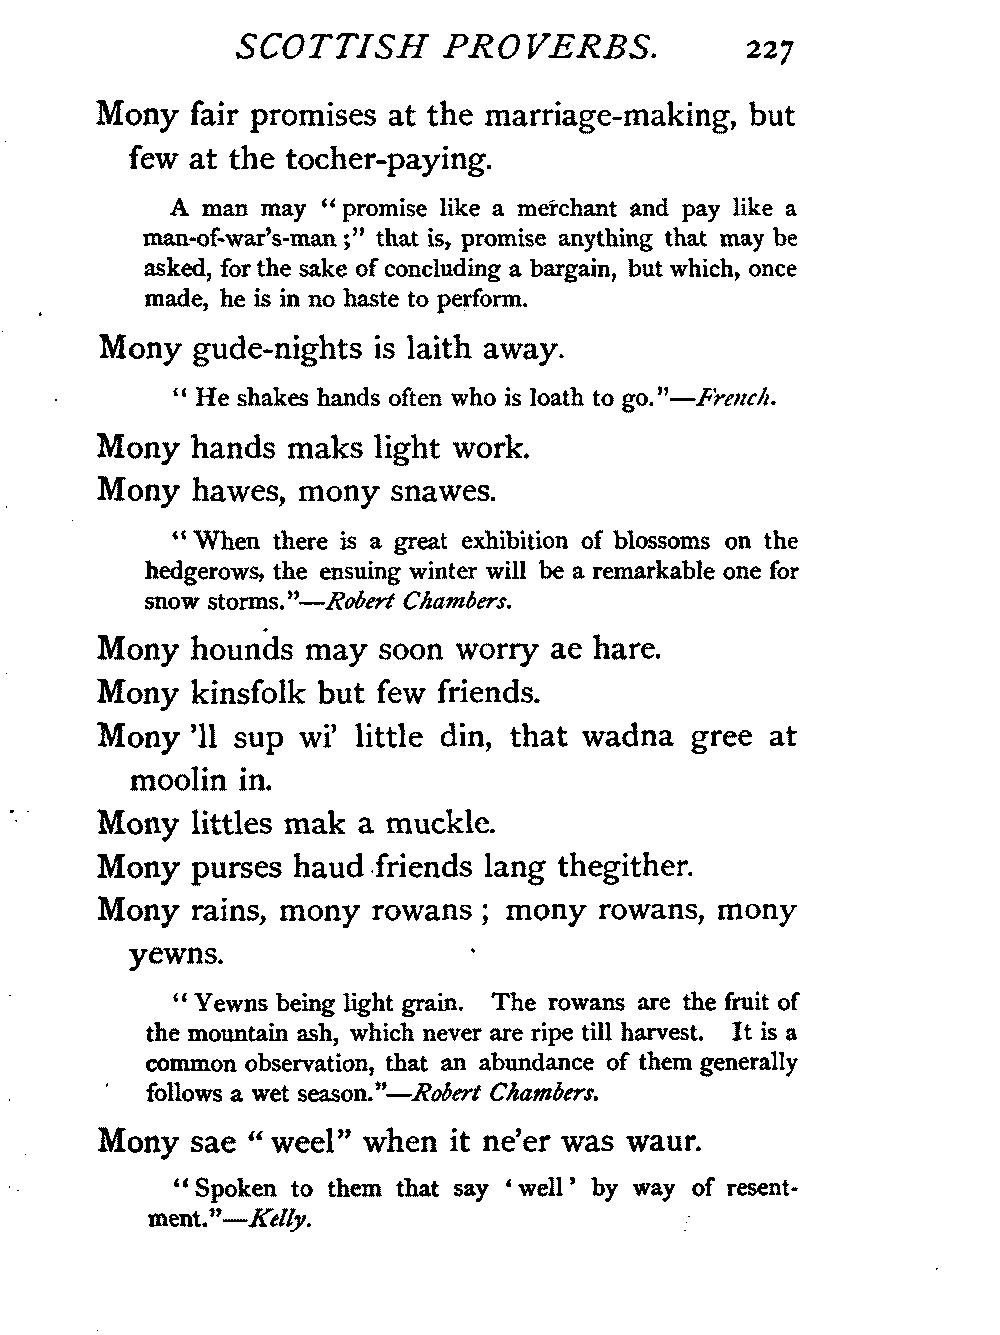 SCOTTISH PROVERBS. 227
Mony fair promises at the marriage-making, but
few at the tocher-paying.
A man may “promise like a merchant and pay like a
man-of-war’s-man;” that is, promise anything that may be
asked, for the sake of concluding a bargain, but which, once
made, he is in no haste to perform.
Mony gude-nights is laith away.
“He shakes hands often who is loath to go.”—French.
Mony hands maks light work.
Mony hawes, mony snawes.
“When there is a great exhibition of blossoms on the
hedgerows, the ensuing winter will be a remarkable one for
snow storms.”—Robert Chambers.
Mony hounds may soon worry ae hare.
Mony kinsfolk but few friends.
Mony ’ll sup wi’ little din, that wadna gree at
moolin in.
Mony littles mak a muckle.
Mony purses haud friends lang thegither.
Mony rains, mony rowans; mony rowans, mony
yewns.
“Yewns being light grain. The rowans are the fruit of
the mountain ash, which never are ripe till harvest. It is a
common observation, that an abundance of them generally
follows a wet season.”—Robert Chambers.
Mony sae “weel” when it ne’er was waur.
“Spoken to them that say ‘well’ by way of resent-
ment.”—Kelly.